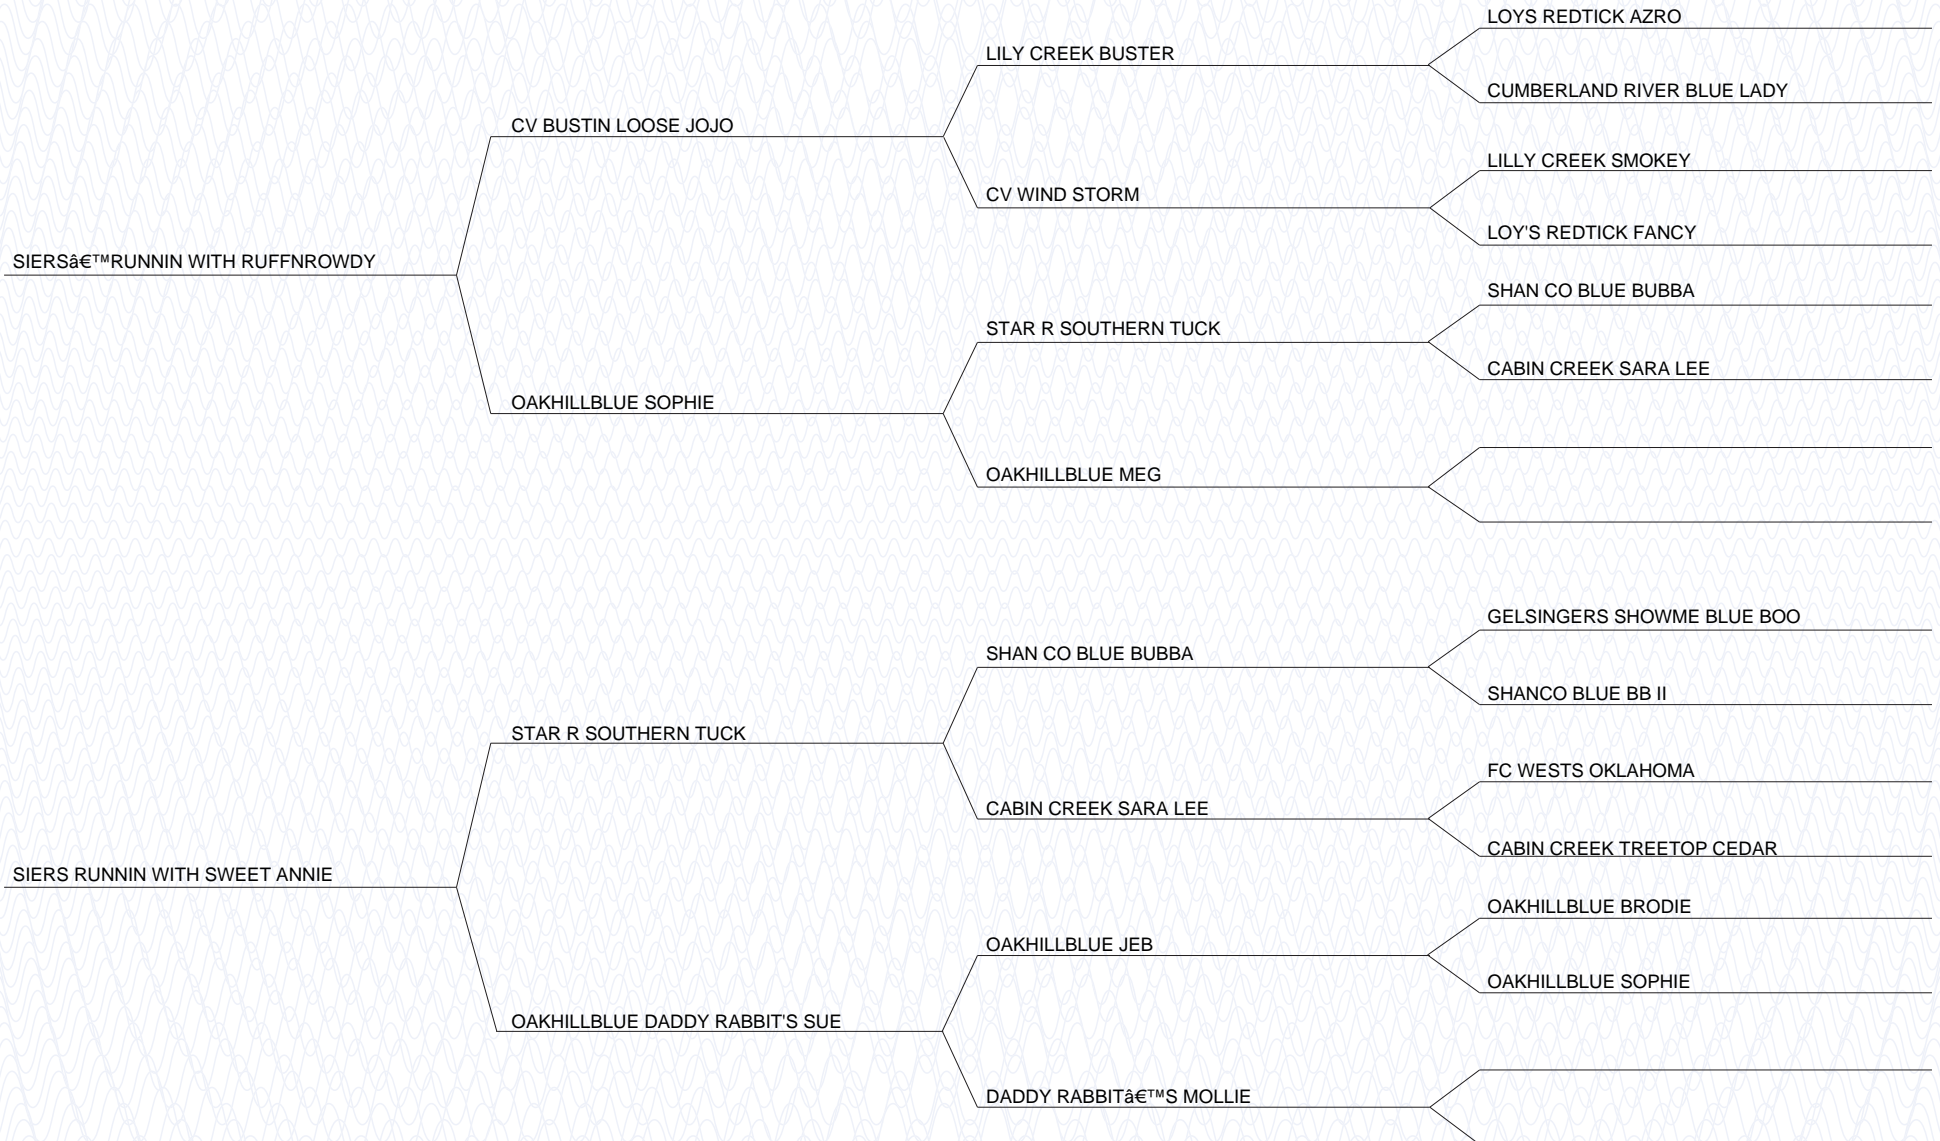 LOYS REDTICK AZRO
LILY CREEK BUSTER
CUMBERLAND RIVER BLUE LADY
CV BUSTIN LOOSE JOJO
LILLY CREEK SMOKEY
CV WIND STORM
LOY'S REDTICK FANCY
SIERSâ€™RUNNIN WITH RUFFNROWDY
SHAN CO BLUE BUBBA
STAR R SOUTHERN TUCK
CABIN CREEK SARA LEE
OAKHILLBLUE SOPHIE
OAKHILLBLUE MEG
GELSINGERS SHOWME BLUE BOO
SHAN CO BLUE BUBBA
SHANCO BLUE BB II
STAR R SOUTHERN TUCK
FC WESTS OKLAHOMA
CABIN CREEK SARA LEE
CABIN CREEK TREETOP CEDAR
SIERS RUNNIN WITH SWEET ANNIE
OAKHILLBLUE BRODIE
OAKHILLBLUE JEB
OAKHILLBLUE SOPHIE
OAKHILLBLUE DADDY RABBIT'S SUE
DADDY RABBITâ€™S MOLLIE